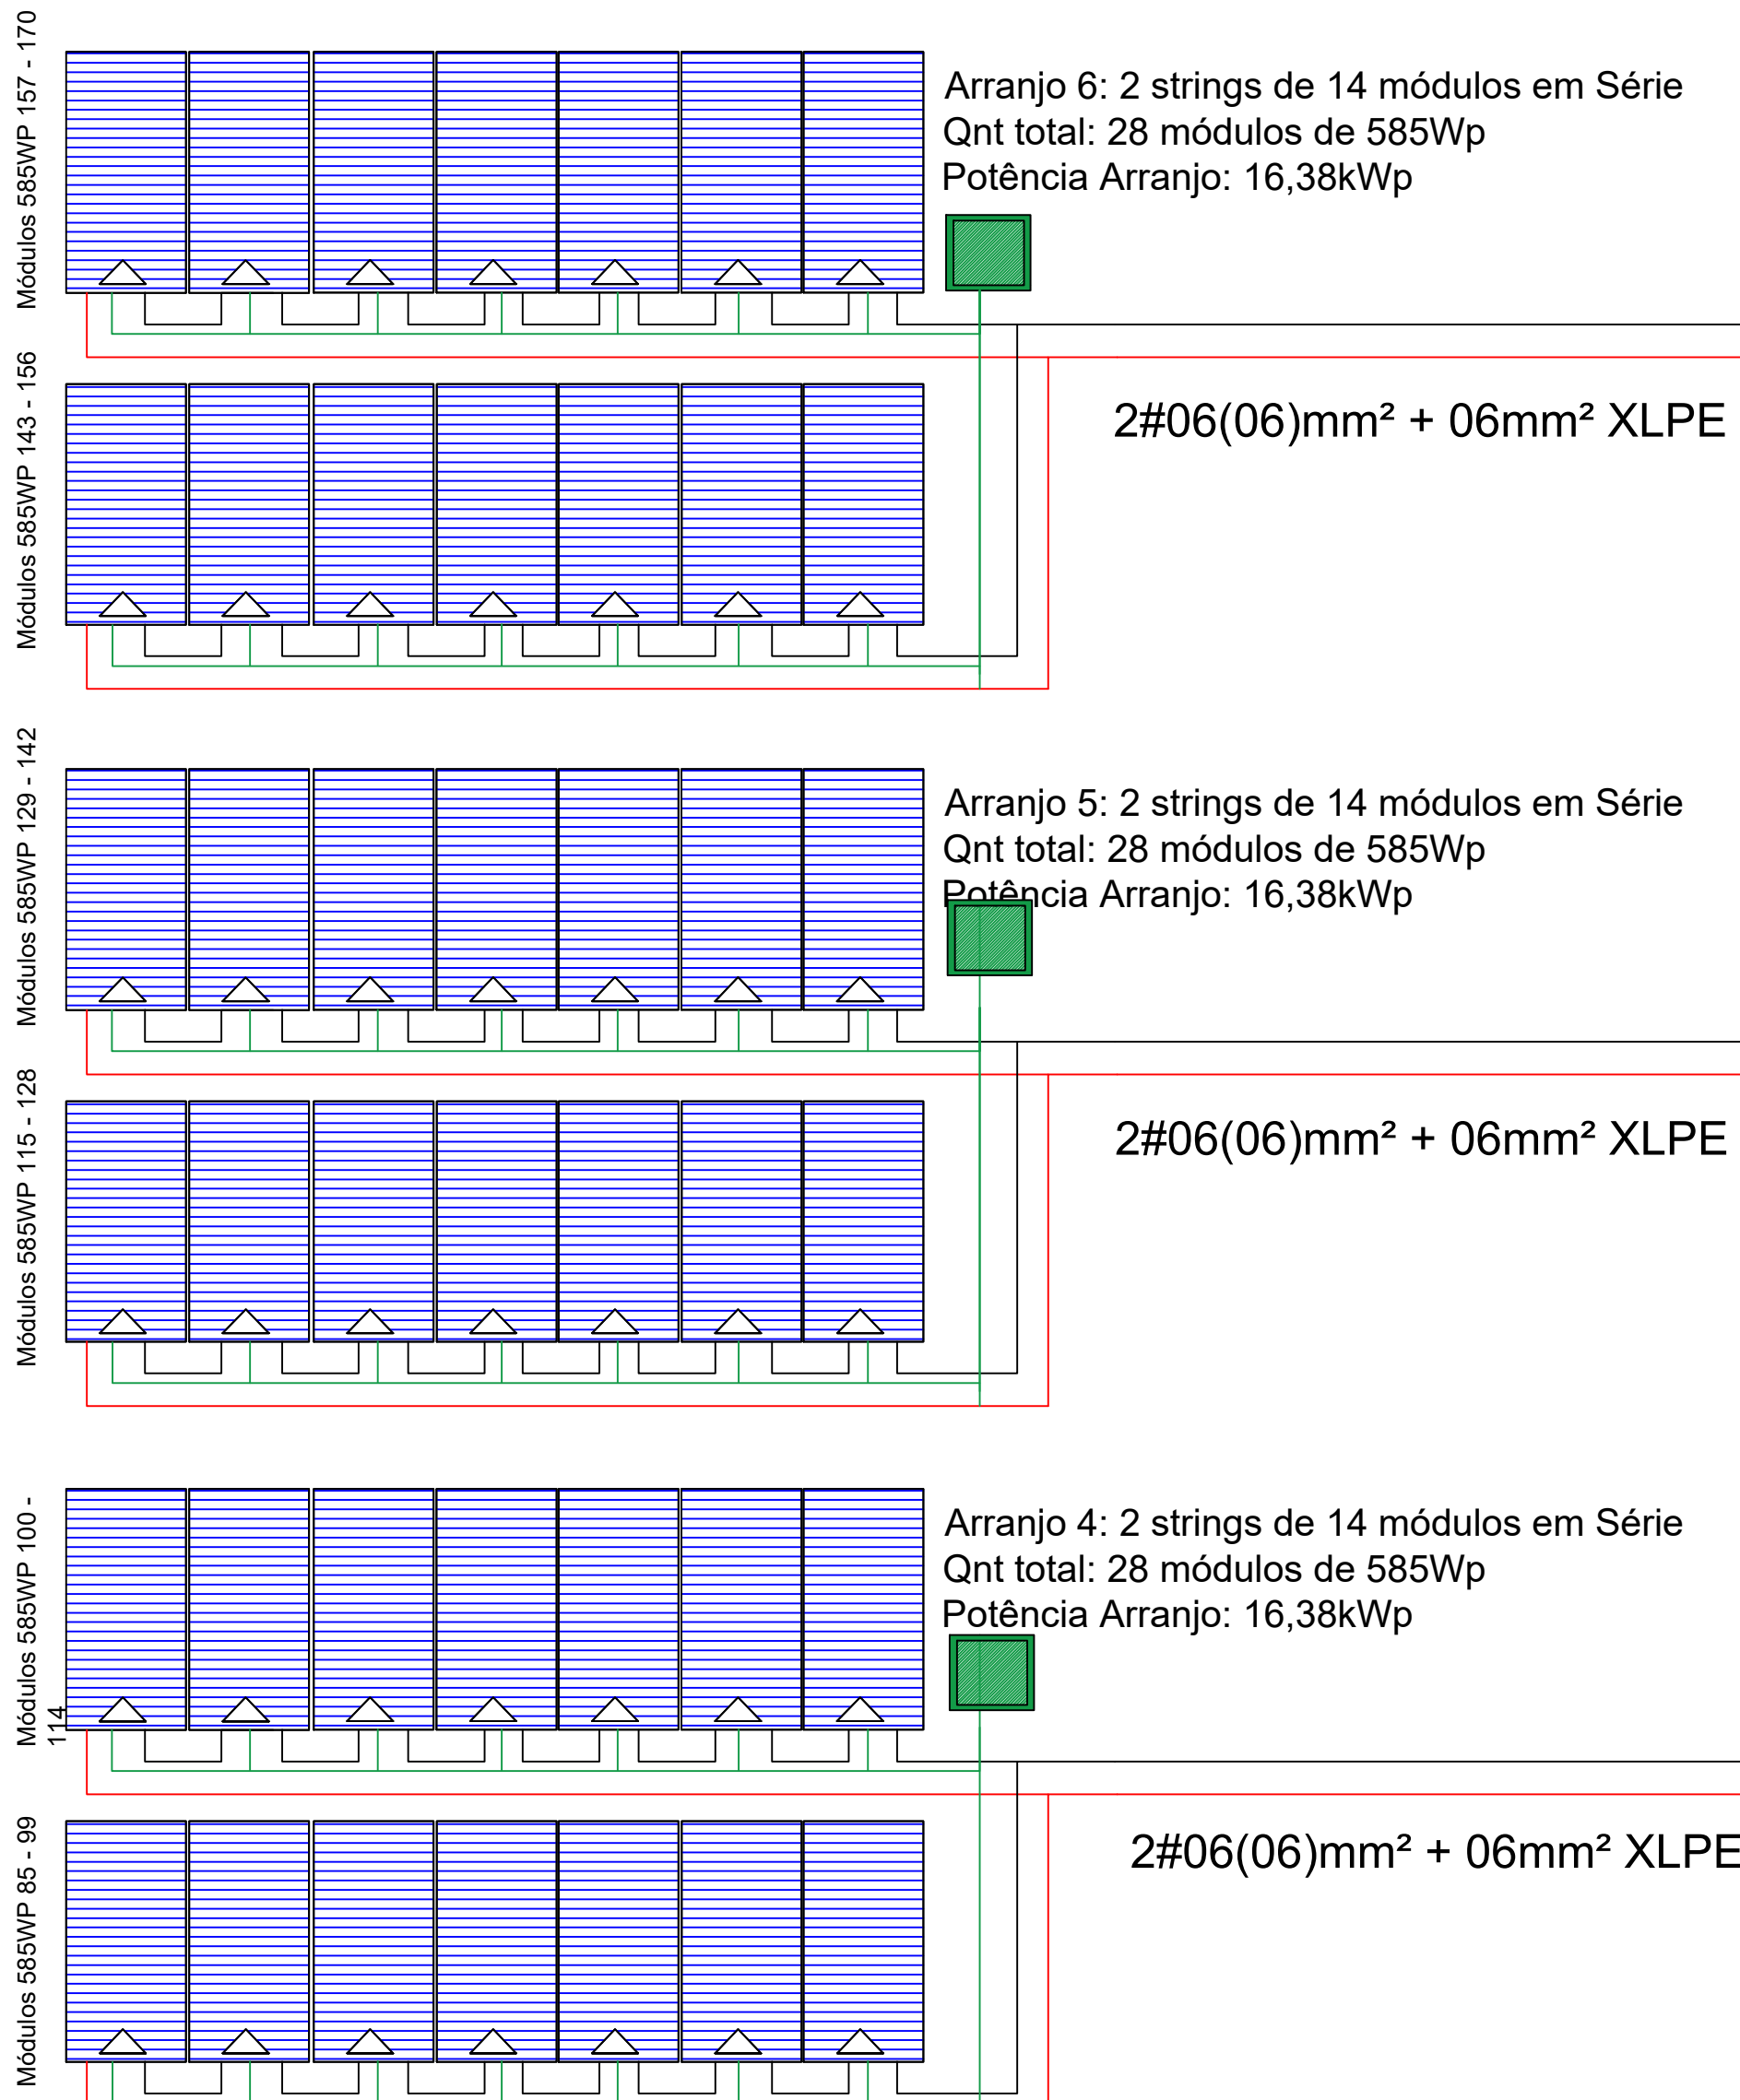 Módulos 585WP 157 - 170
Arranjo 6: 2 strings de 14 módulos em Série
Qnt total: 28 módulos de 585Wp
Potência Arranjo: 16,38kWp
Módulos 585WP 143 - 156
2#06(06)mm² + 06mm² XLPE
Módulos 585WP 129 - 142
Arranjo 5: 2 strings de 14 módulos em Série
Qnt total: 28 módulos de 585Wp
Potência Arranjo: 16,38kWp
Módulos 585WP 115 - 128
2#06(06)mm² + 06mm² XLPE
Módulos 585WP 100 -
114
Arranjo 4: 2 strings de 14 módulos em Série
Qnt total: 28 módulos de 585Wp
Potência Arranjo: 16,38kWp
Módulos 585WP 85 - 99
2#06(06)mm² + 06mm² XLPE